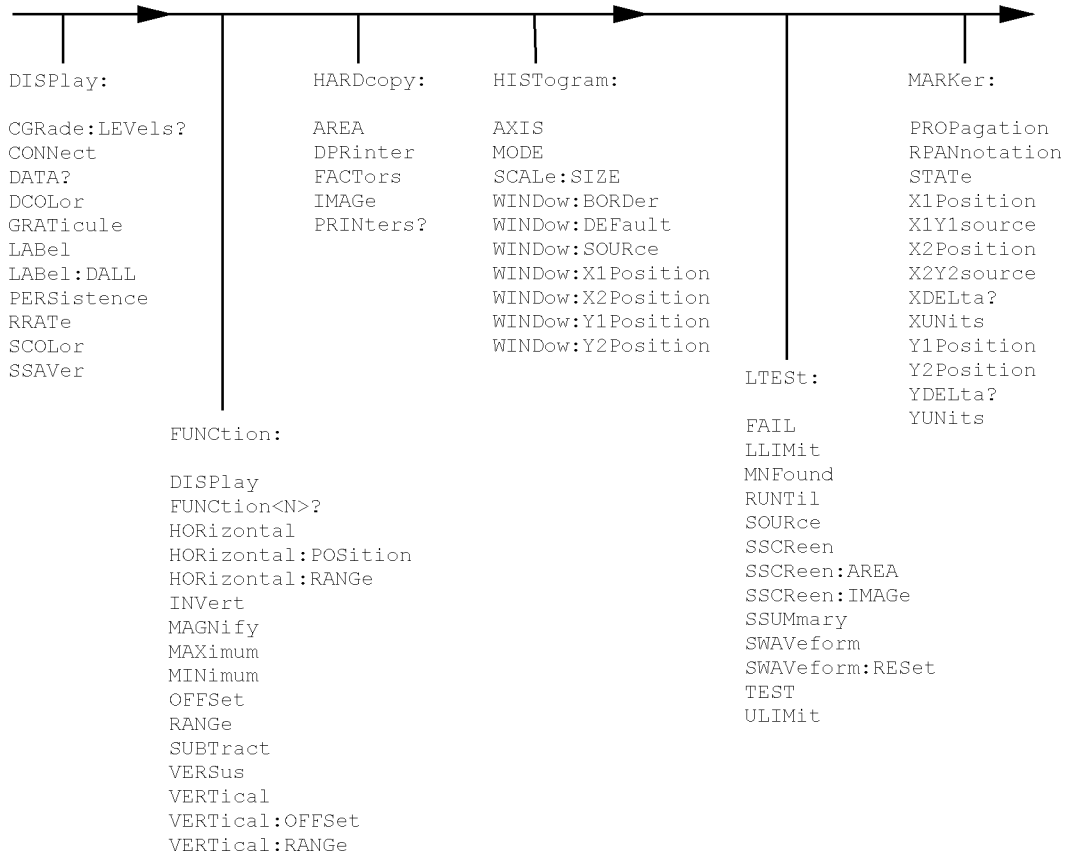 DISPlay:
CGRade:LEVels?
CONNect
DATA?
DCOLor
GRATicule
LABel
LABel:DALL
PERSistence
RRATe
SCOLor
SSAVer
FUNCtion:
DISPlay
FUNCtion<N>?
HORizontal
HORizontal:POSition
HORizontal:RANGe
INVert
MAGNify
MAXimum
MINimum
OFFSet
RANGe
SUBTract
VERSus
VERTical
VERTical:OFFSet
VERTical:RANGe
HARDcopy:
AREA
DPRinter
FACTors
IMAGe
PRINters?
HISTogram:
AXIS
MODE
SCALe:SIZE
WINDow:BORDer
WINDow:DEFault
WINDow:SOURce
WINDow:X1Position
WINDow:X2Position
WINDow:Y1Position
WINDow:Y2Position
LTESt:
FAIL
LLIMit
MNFound
RUNTil
SOURce
SSCReen
SSCReen:AREA
SSCReen:IMAGe
SSUMmary
SWAVeform
SWAVeform:RESet
TEST
ULIMit
MARKer:
PROPagation
RPANnotation
STATe
X1Position
X1Y1source
X2Position
X2Y2source
XDELta?
XUNits
Y1Position
Y2Position
YDELta?
YUNits